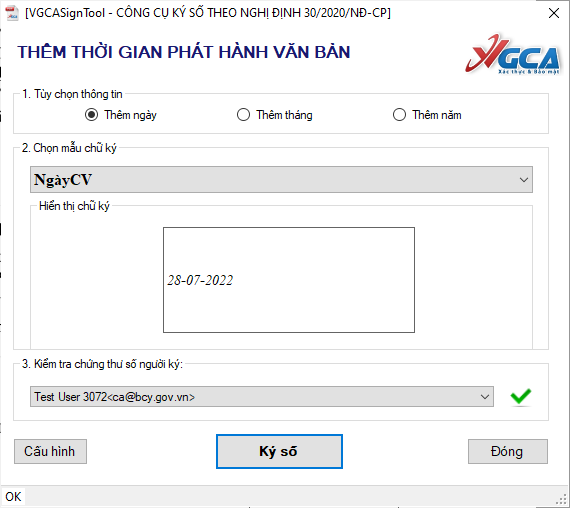 [VGCASignTool - CÔNG CỤ KÝ SỐ THEO NGHỊ ĐỊNH 30/2020/NĐ-CP]
THÊM THỜI GIAN PHÁT HÀNH VĂN BẢN
VGCA
Xác thực & Bảo mật
1. Tùy chọn thông tin
Thêm ngày
Thêm tháng
Thêm năm
2. Chọn mẫu chữ ký
NgàyCV
Hiển thị chữ ký
28-07-2022
3. Kiểm tra chứng thư số người ký:
Test User 3072<ca@bcy.gov.vn>
Cấu hình
Ký số
Đóng
OK